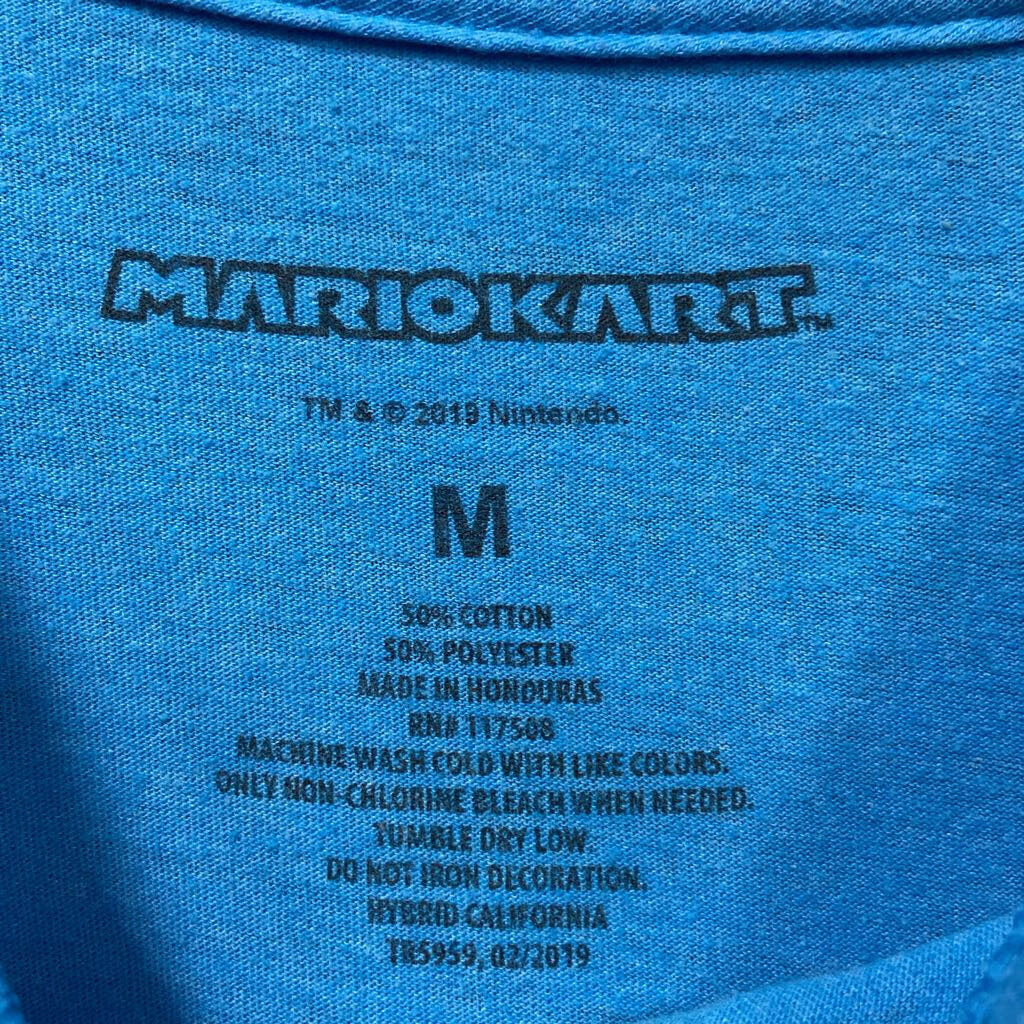 MARIOKART™
TM & © 2019 Nintendo.
M
50% COTTON
50% POLYESTER
MADE IN HONDURAS
RN# 117508
MACHINE WASH COLD WITH LIKE COLORS.
ONLY NON-CHLORINE BLEACH WHEN NEEDED.
TUMBLE DRY LOW.
DO NOT IRON DECORATION.
HYBRID CALIFORNIA
TR5959, 02/2019